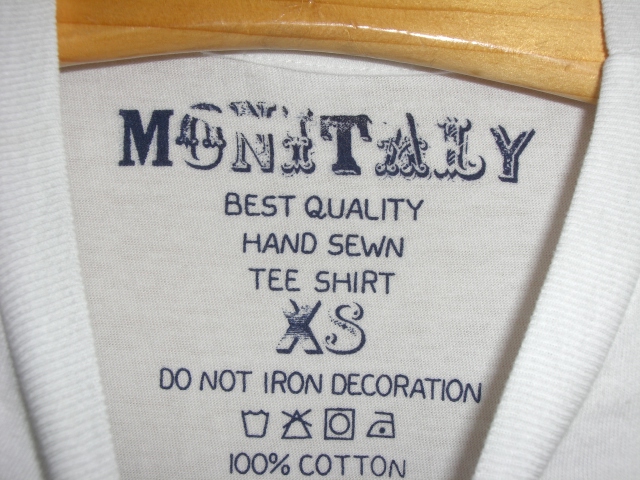 MONITALY
BEST QUALITY
HAND SEWN
TEE SHIRT
XS
DO NOT IRON DECORATION
100% COTTON